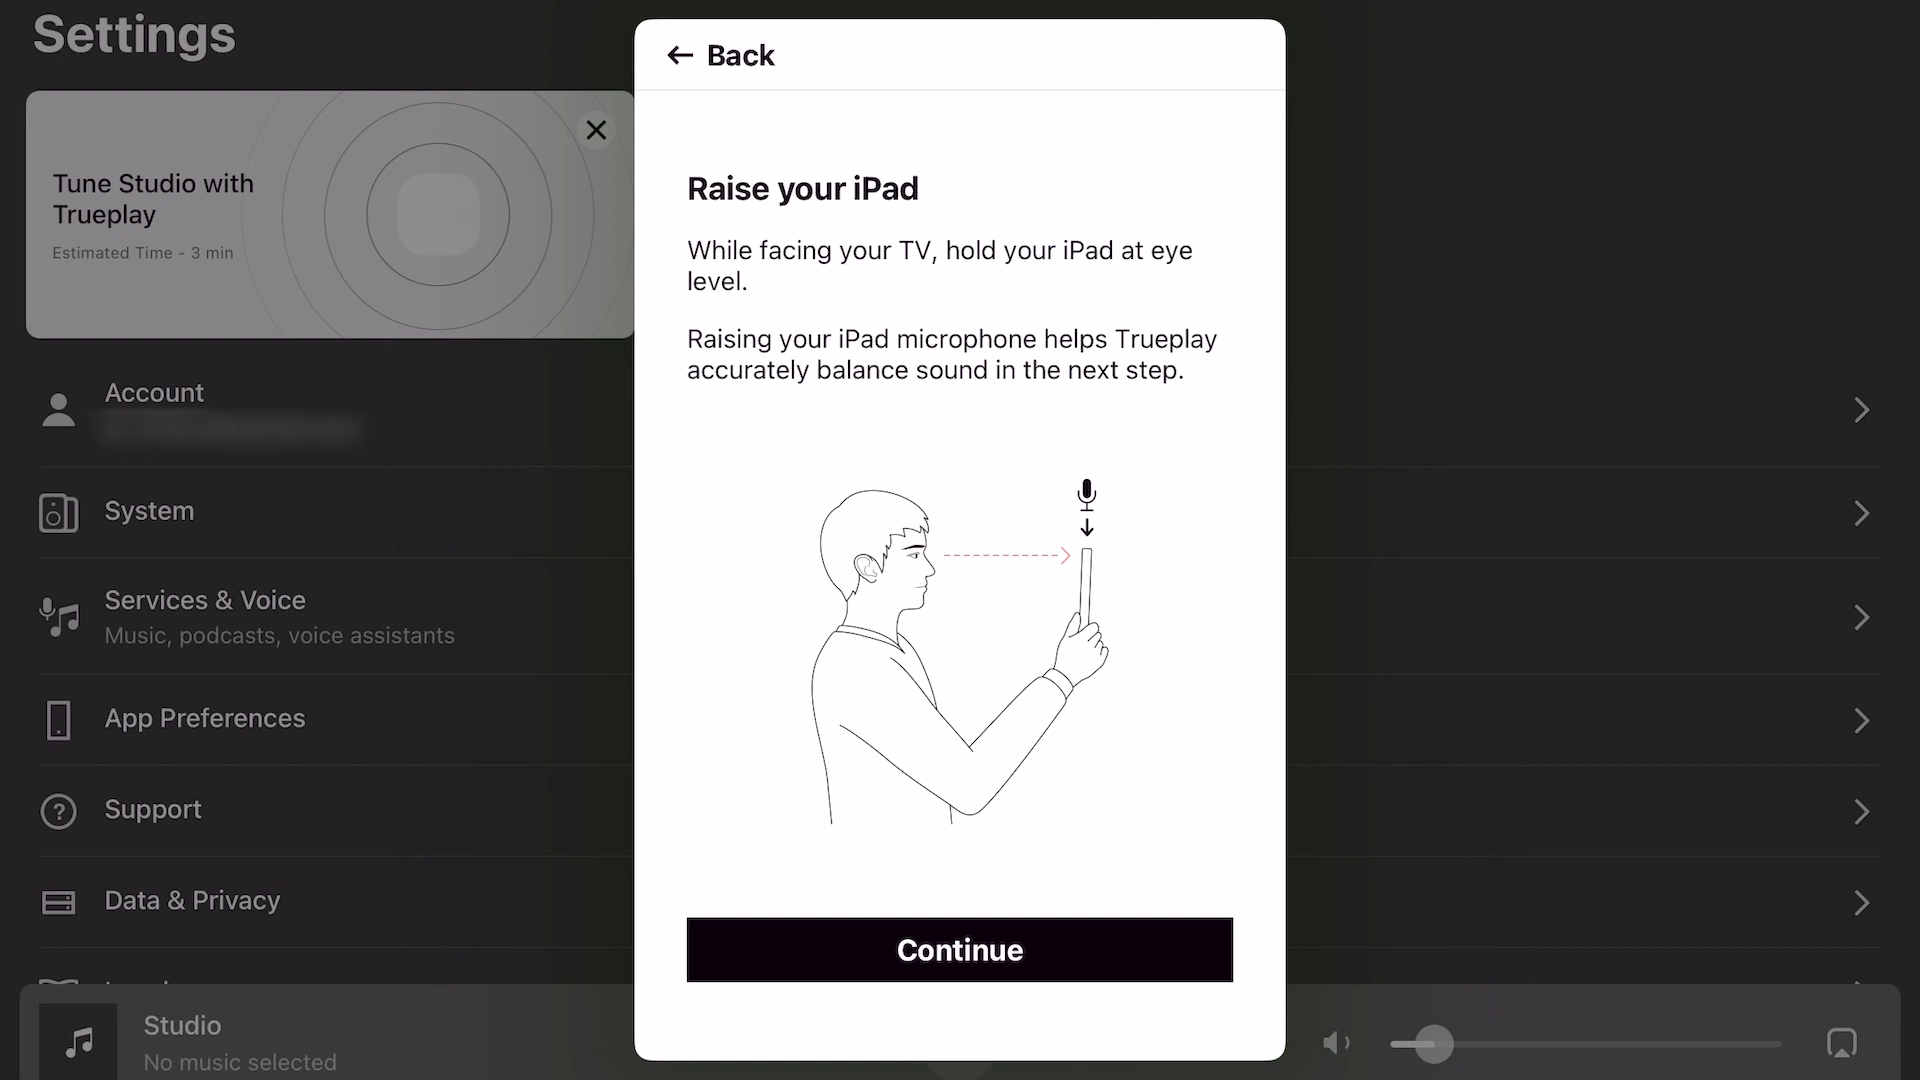 Settings
Tune Studio with
Trueplay
Estimated Time - 3 min
Account
System
Services & Voice
Music, podcasts, voice assistants
App Preferences
Support
Data & Privacy
Studio
No music selected
Back
Raise your iPad
While facing your TV, hold your iPad at eye
level.
Raising your iPad microphone helps Trueplay
accurately balance sound in the next step.
Continue